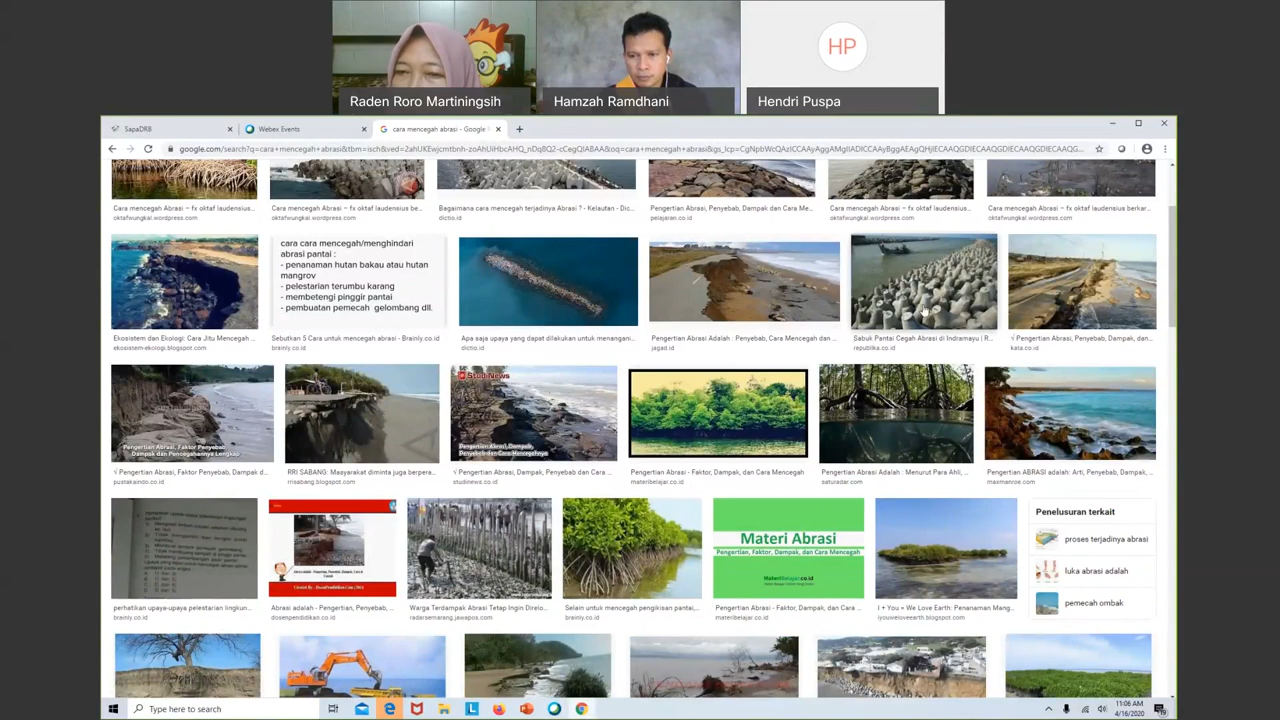 HP
Raden Roro Martiningsih
Hamzah Ramdhani
Hendri Puspa
SapaDRB
Webex Events
cara mencegah abrasi - Google
Cara mencegah Abrasi – fx oktaf laudensius...
Cara mencegah Abrasi – fx oktaf laudensius be...
Bagaimana cara mencegah terjadinya Abrasi ? - Kelautan - Dic...
Pengertian Abrasi, Penyebab, Dampak dan Cara Me...
Cara mencegah Abrasi – fx oktaf laudensius...
Cara mencegah Abrasi – fx oktaf laudensius berkar...
oktafwungkal.wordpress.com
oktafwungkal.wordpress.com
dictio.id
pelajaran.co.id
oktafwungkal.wordpress.com
oktafwungkal.wordpress.com
cara cara mencegah/menghindari
abrasi pantai :
- penanaman hutan bakau atau hutan
mangrov
- pelestarian terumbu karang
- membetengi pinggir pantai
- pembuatan pemecah gelombang dll.
Ekosistem dan Ekologi: Cara Jitu Mencegah ...
Sebutkan 5 Cara untuk mencegah abrasi - Brainly.co.id
Apa saja upaya yang dapat dilakukan untuk menangani...
Pengertian Abrasi Adalah : Penyebab, Dampak, Cara Men ...
Sabuk Pantai Cegah Abrasi di Indramayu | R...
√ Pengertian Abrasi, Penyebab, Dampak, dan...
ekosistem-ekologi.blogspot.com
brainly.co.id
dictio.id
jagad.id
republika.co.id
kata.co.id
Pengertian Abrasi, Faktor Penyebab,
Dampak dan Pencegahannya Lengkap
StudiNews
Pengertian Abrasi, Dampak,
Penyebab dan Cara Mencegahnya
√ Pengertian Abrasi, Faktor Penyebab, Dampak d...
RRI SABANG: Masyarakat diminta juga berpera...
√ Pengertian Abrasi, Dampak, Penyebab dan Cara ...
Pengertian Abrasi - Faktor, Dampak, dan Cara Mencegah
Pengertian Abrasi Adalah : Menurut Para Ahli, ...
Pengertian ABRASI adalah: Arti, Penyebab, Dampak, ...
pustakaindo.co.id
rrisabang.blogspot.com
studinews.co.id
materibelajar.co.id
saturadar.com
maxmanroe.com
Materi Abrasi
Pengertian, Faktor, Dampak, dan Cara Mencegah
MateriBelajar.co.id
Penelusuran terkait
proses terjadinya abrasi
luka abrasi adalah
pemecah ombak
perhatikan upaya-upaya pelestarian lingkun...
Abrasi adalah - Pengertian, Penyebab, ...
Warga Terdampak Abrasi Tetap Ingin Direlo...
Selain untuk mencegah pengikisan pantai,...
Pengertian Abrasi - Faktor, Dampak, dan Cara ...
I + You = We Love Earth: Penanaman Mang...
brainly.co.id
dosenpendidikan.co.id
radarsemarang.jawapos.com
brainly.co.id
materibelajar.co.id
iyouweloveearth.blogspot.com
Type here to search
11:06 AM
4/16/2020